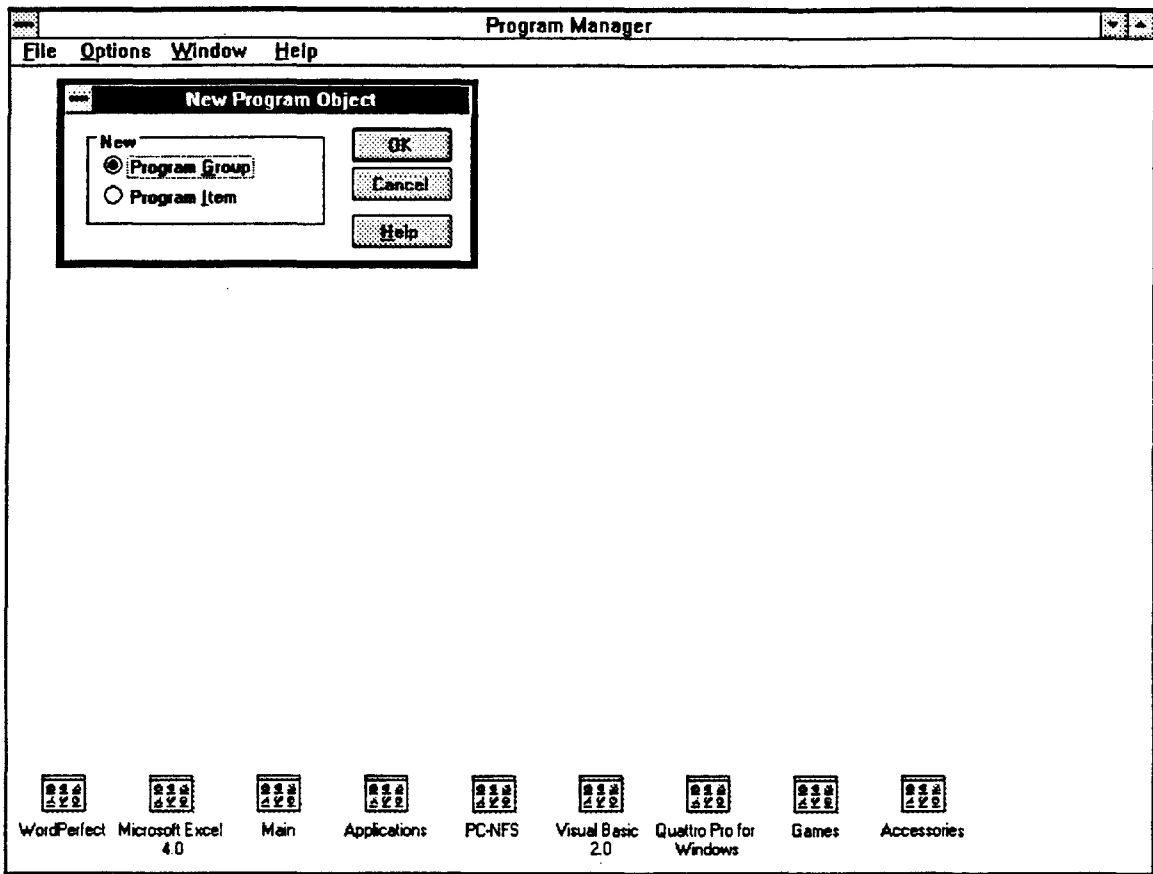 Program Manager
File Options Window Help
New Program Object
New
Program Group
Program Item
OK
Cancel
Help
WordPerfect
Microsoft Excel
4.0
Main
Applications
PC-NFS
Visual Basic
2.0
Quattro Pro for
Windows
Games
Accessories